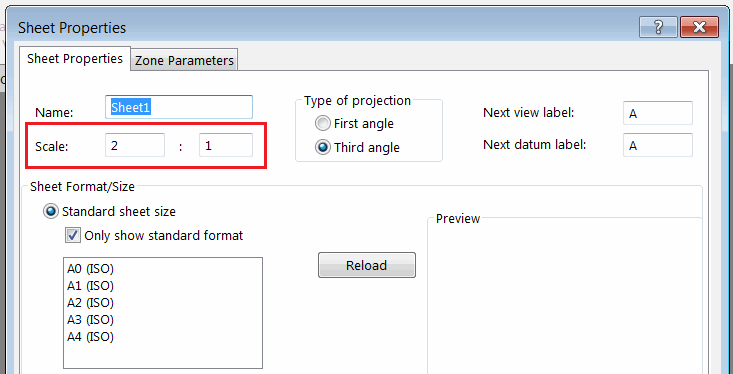 Sheet Properties
Sheet Properties
Zone Parameters
Name:
Sheet1
Type of projection
Next view label:
A
First angle
Scale:
2
:
1
Third angle
Next datum label:
A
Sheet Format/Size
Standard sheet size
Only show standard format
Preview
A0 (ISO)
A1 (ISO)
A2 (ISO)
A3 (ISO)
A4 (ISO)
Reload